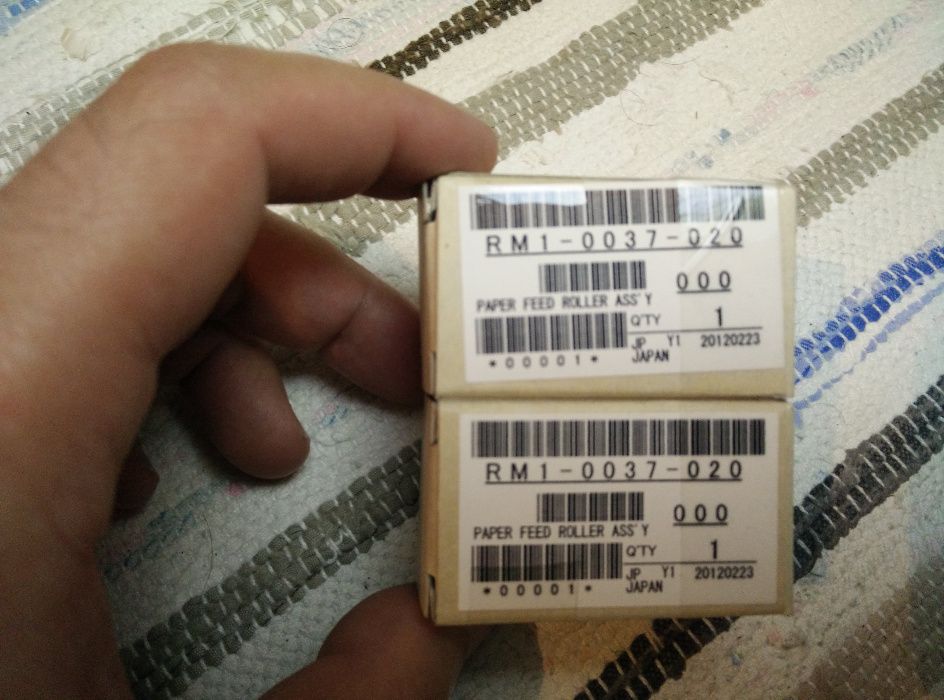 RM1-0037-020
000
PAPER FEED ROLLER ASS'Y
Q'TY 1
*00001*
JP Y1 20120223
JAPAN
RM1-0037-020
000
PAPER FEED ROLLER ASS'Y
Q'TY 1
*00001*
JP Y1 20120223
JAPAN